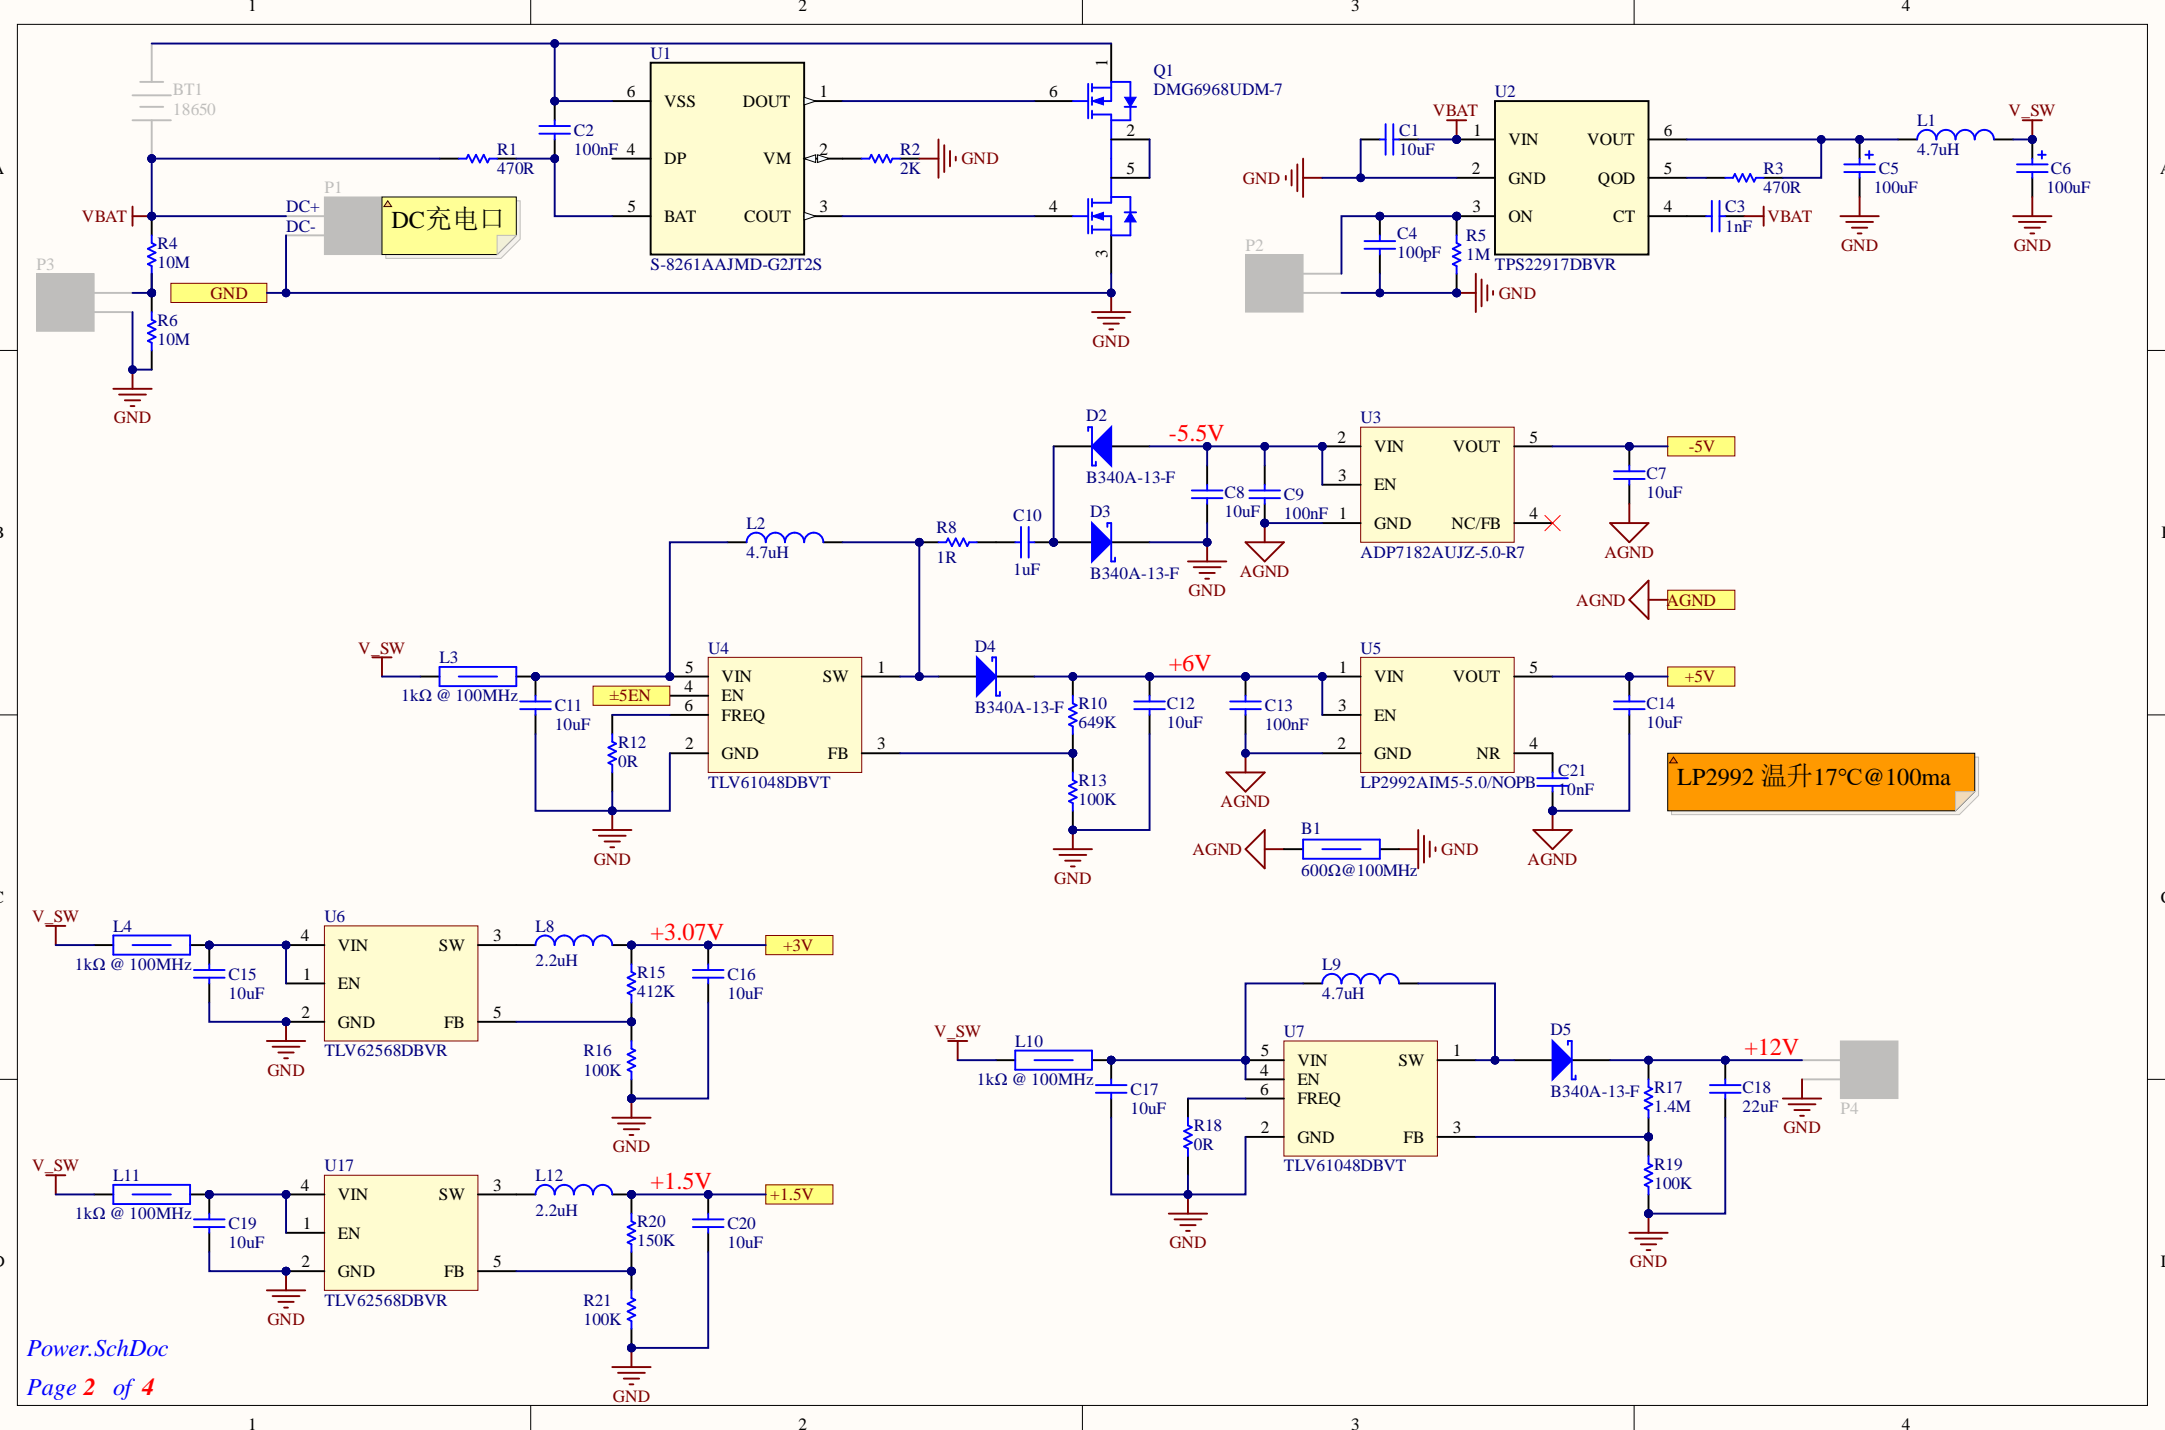 1 2 3 4
A
B
C
D
BT1
18650
R1
470R
C2
100nF
U1
6 VSS DOUT 1
4 DP VM 2
5 BAT COUT 3
S-8261AAJMD-G2JT2S
R2
2K
GND
Q1
DMG6968UDM-7
1
6
2
5
4
3
GND
P1
DC+
DC-
DC充电口
VBAT
R4
10M
P3
GND
R6
10M
GND
VBAT
C1
10uF
GND
U2
1 VIN VOUT 6
2 GND QOD 5
3 ON CT 4
TPS22917DBVR
P2
C4
100pF
R5
1M
GND
R3
470R
C3
1nF
VBAT
C5
100uF
GND
L1
4.7uH
V_SW
C6
100uF
GND
L2
4.7uH
R8
1R
C10
1uF
D2
B340A-13-F
D3
B340A-13-F
-5.5V
C8
10uF
GND
C9
100nF
AGND
U3
2 VIN VOUT 5
3 EN
1 GND NC/FB 4
ADP7182AUJZ-5.0-R7
-5V
C7
10uF
AGND
AGND AGND
V_SW
L3
1kΩ @ 100MHz
C11
10uF
±5EN
R12
0R
GND
U4
5 VIN SW 1
4 EN
6 FREQ
2 GND FB 3
TLV61048DBVT
D4
B340A-13-F
R10
649K
R13
100K
GND
+6V
C12
10uF
C13
100nF
AGND
U5
1 VIN VOUT 5
3 EN
2 GND NR 4
LP2992AIM5-5.0/NOPB
+5V
C14
10uF
C21
10nF
AGND
LP2992 温升17℃@100ma
AGND
B1
600Ω@100MHz
GND
V_SW
L4
1kΩ @ 100MHz
C15
10uF
GND
U6
4 VIN SW 3
1 EN
2 GND FB 5
TLV62568DBVR
L8
2.2uH
+3.07V
+3V
R15
412K
C16
10uF
R16
100K
GND
V_SW
L10
1kΩ @ 100MHz
C17
10uF
R18
0R
GND
L9
4.7uH
U7
5 VIN SW 1
4 EN
6 FREQ
2 GND FB 3
TLV61048DBVT
D5
B340A-13-F
R17
1.4M
R19
100K
GND
+12V
C18
22uF
GND
P4
V_SW
L11
1kΩ @ 100MHz
C19
10uF
GND
U17
4 VIN SW 3
1 EN
2 GND FB 5
TLV62568DBVR
L12
2.2uH
+1.5V
+1.5V
R20
150K
C20
10uF
R21
100K
GND
Power.SchDoc
Page 2 of 4
1 2 3 4